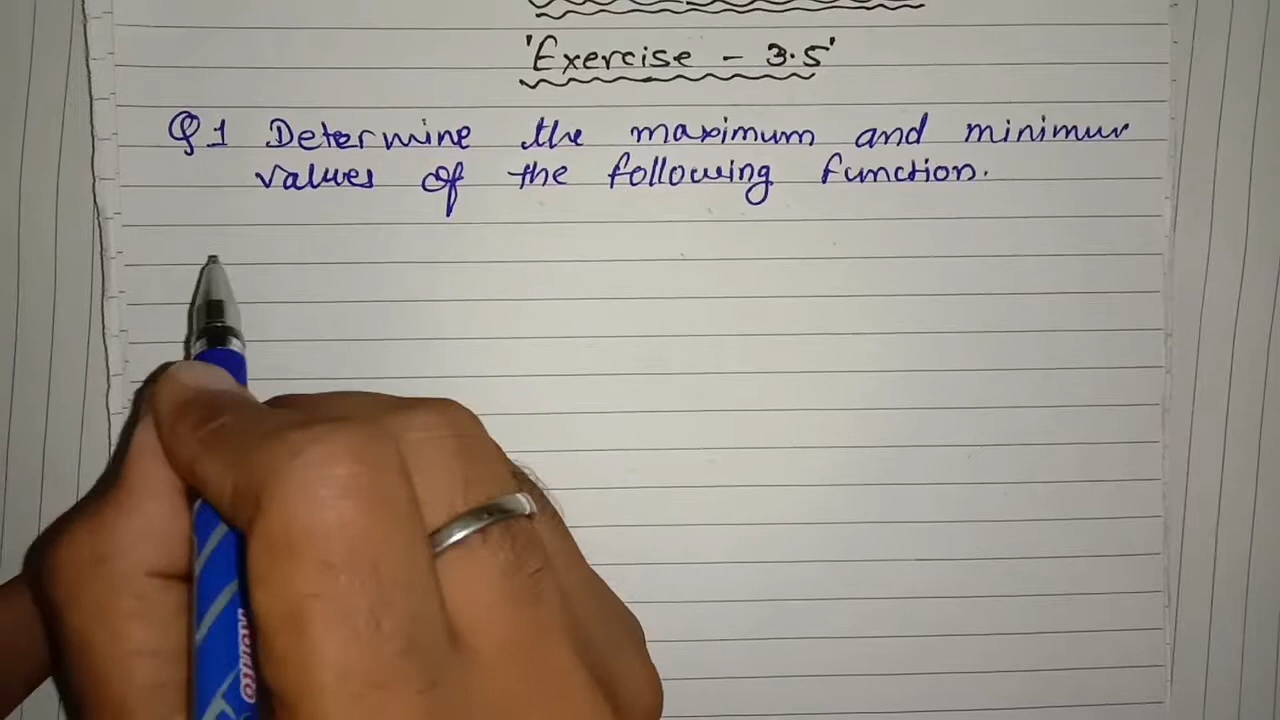 'Exercise - 3.5'
Q1 Determine the maximum and minimum
values of the following function.